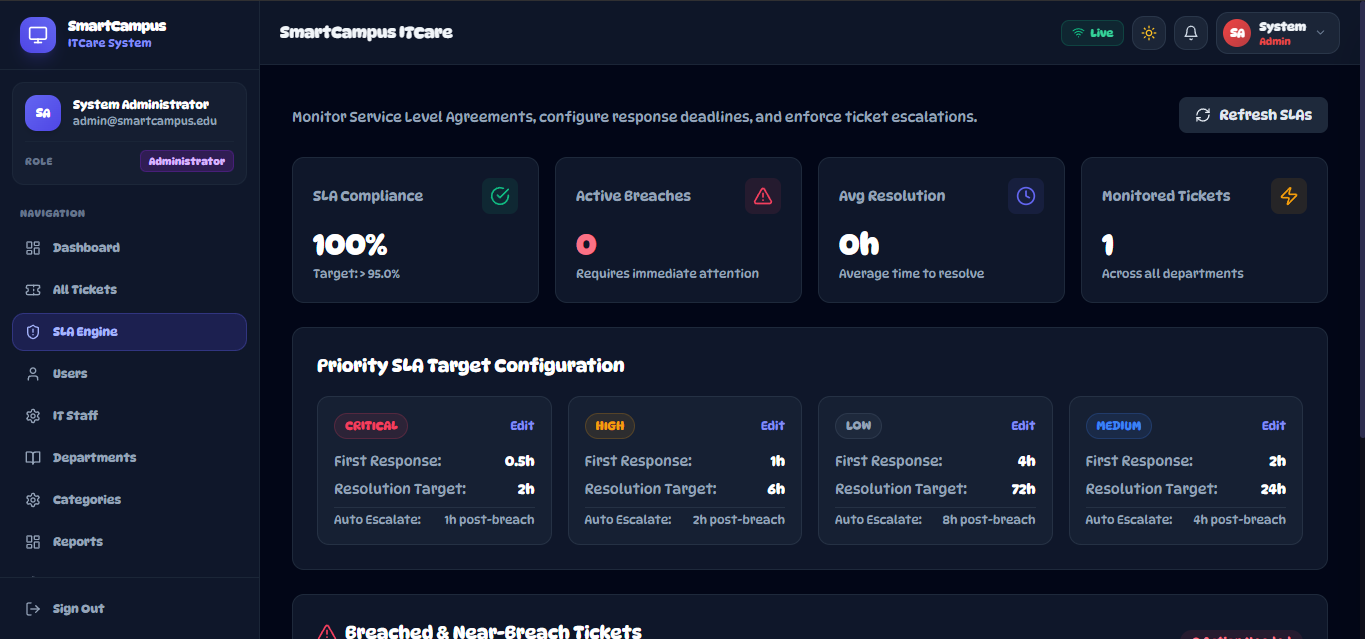 SmartCampus
ITCare System
SA
System Administrator
admin@smartcampus.edu
ROLE
Administrator
NAVIGATION
Dashboard
All Tickets
SLA Engine
Users
IT Staff
Departments
Categories
Reports
Sign Out
SmartCampus ITCare
Live
SA
System
Admin
Monitor Service Level Agreements, configure response deadlines, and enforce ticket escalations.
Refresh SLAs
SLA Compliance
100%
Target: > 95.0%
Active Breaches
0
Requires immediate attention
Avg Resolution
0h
Average time to resolve
Monitored Tickets
1
Across all departments
Priority SLA Target Configuration
CRITICAL Edit
First Response: 0.5h
Resolution Target: 2h
Auto Escalate: 1h post-breach
HIGH Edit
First Response: 1h
Resolution Target: 6h
Auto Escalate: 2h post-breach
LOW Edit
First Response: 4h
Resolution Target: 72h
Auto Escalate: 8h post-breach
MEDIUM Edit
First Response: 2h
Resolution Target: 24h
Auto Escalate: 4h post-breach
Breached & Near-Breach Tickets